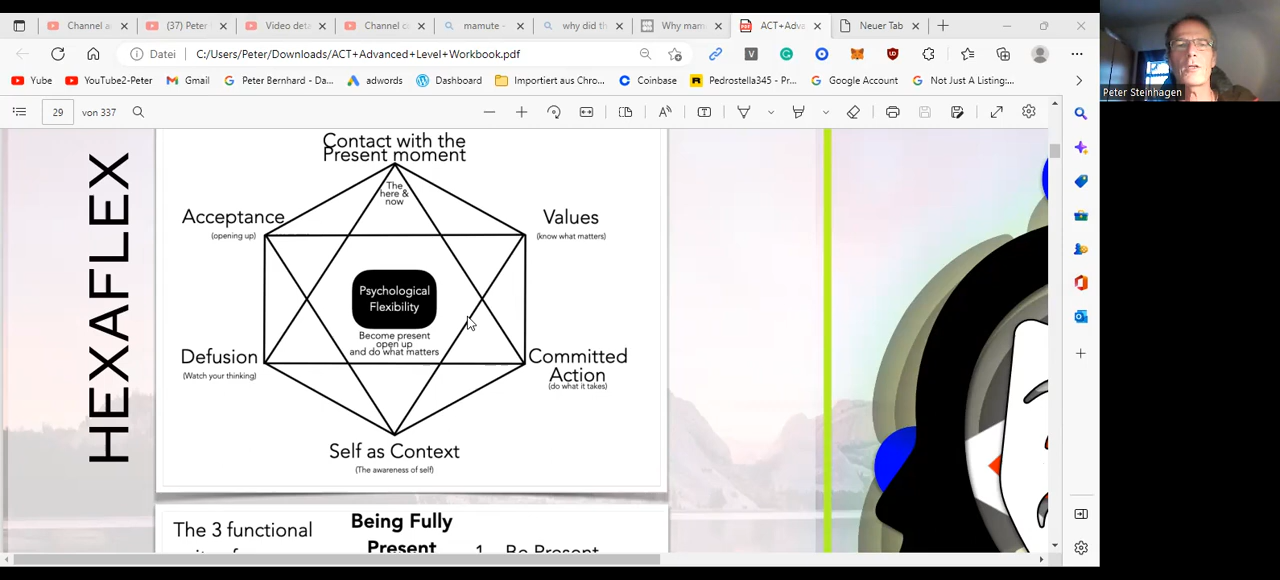 Channel a
(37) Peter
Video deta
Channel c
mamute -
why did th
Why mam
ACT+Adva
Neuer Tab
Datei
C:/Users/Peter/Downloads/ACT+Advanced+Level+Workbook.pdf
Yube
YouTube2-Peter
Gmail
Peter Bernhard - Da...
adwords
Dashboard
Importiert aus Chro...
Coinbase
Pedrostella345 - Pr...
Google Account
Not Just A Listing:...
Peter Steinhagen
29
von 337
HEXAFLEX
Contact with the
Present moment
The
here &
now
Acceptance
(opening up)
Values
(know what matters)
Psychological
Flexibility
Become present
open up
and do what matters
Defusion
(Watch your thinking)
Committed
Action
(do what it takes)
Self as Context
(The awareness of self)
The 3 functional
Being Fully
Present
1. Be Present